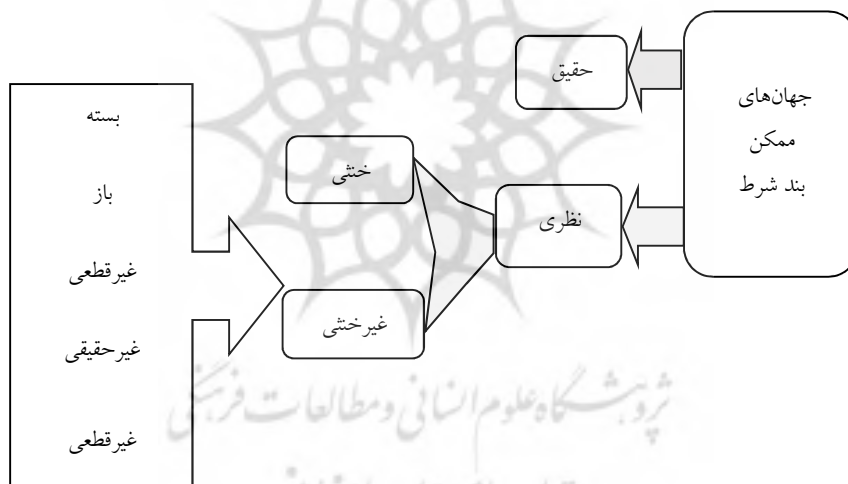 جهان‌های
ممکن
بند شرط
حقیق
نظری
خنثی
غیرخنثی
بسته
باز
غیرقطعی
غیرحقیقی
غیرقطعی
پژوهشگاه علوم انسانی و مطالعات فرهنگی